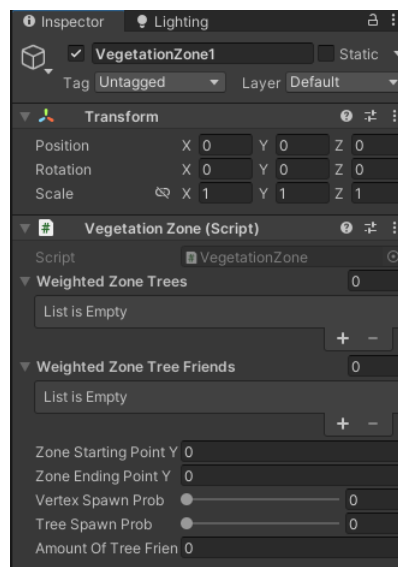 Inspector Lighting
VegetationZone1 Static
Tag Untagged Layer Default
Transform
Position X 0 Y 0 Z 0
Rotation X 0 Y 0 Z 0
Scale X 1 Y 1 Z 1
# Vegetation Zone (Script)
Script VegetationZone
Weighted Zone Trees 0
List is Empty
+ −
Weighted Zone Tree Friends 0
List is Empty
+ −
Zone Starting Point Y 0
Zone Ending Point Y 0
Vertex Spawn Prob 0
Tree Spawn Prob 0
Amount Of Tree Frien 0